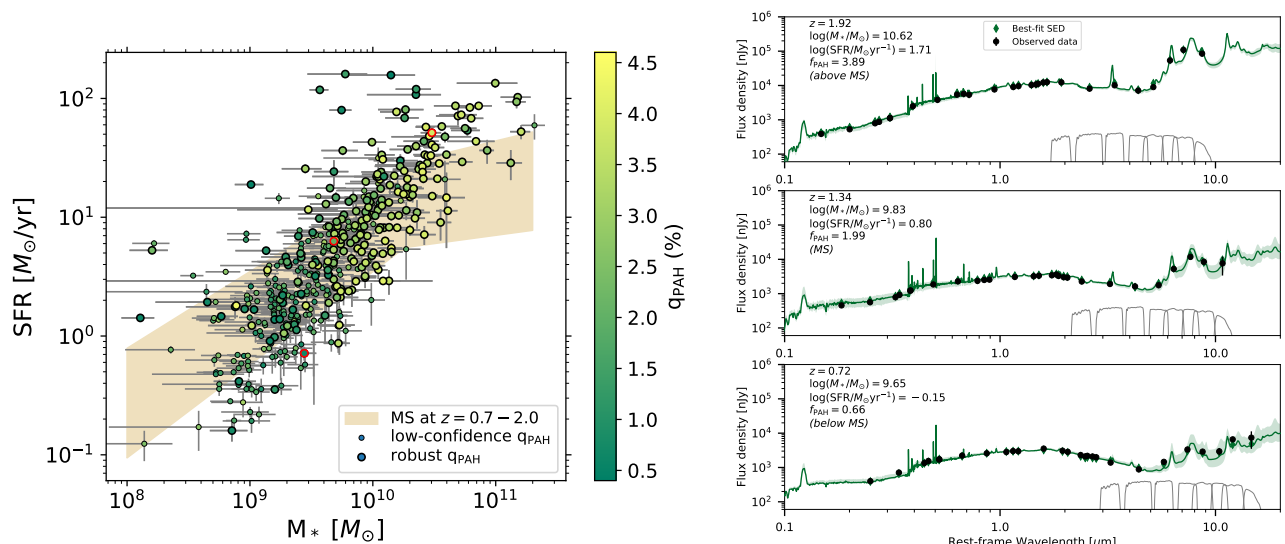 10²
10¹
10⁰
10⁻¹
SFR [M⊙/yr]
10⁸
10⁹
10¹⁰
10¹¹
M* [M⊙]
MS at z = 0.7 − 2.0
low-confidence qPAH
robust qPAH
4.5
4.0
3.5
3.0
2.5
2.0
1.5
1.0
0.5
qPAH (%)
z = 1.92
log(M*/M⊙) = 10.62
log(SFR/M⊙yr⁻¹) = 1.71
fPAH = 3.89
(above MS)
Best-fit SED
Observed data
10⁶
10⁵
10⁴
10³
10²
Flux density [nJy]
0.1
1.0
10.0
z = 1.34
log(M*/M⊙) = 9.83
log(SFR/M⊙yr⁻¹) = 0.80
fPAH = 1.99
(MS)
10⁶
10⁵
10⁴
10³
10²
Flux density [nJy]
0.1
1.0
10.0
z = 0.72
log(M*/M⊙) = 9.65
log(SFR/M⊙yr⁻¹) = −0.15
fPAH = 0.66
(below MS)
10⁶
10⁵
10⁴
10³
10²
Flux density [nJy]
0.1
1.0
10.0
Rest-frame Wavelength [μm]